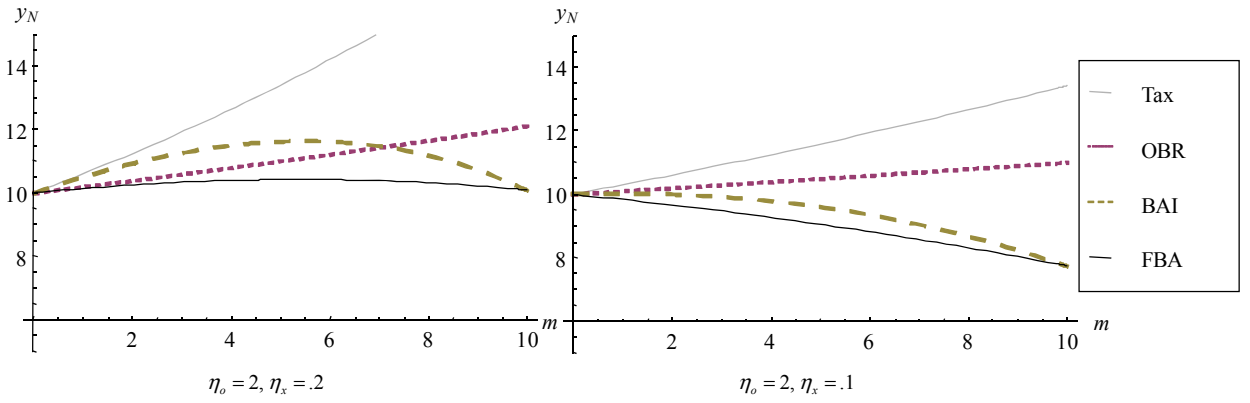 y_N
14
12
10
8
2 4 6 8 10 m
η_o = 2, η_x = .2
y_N
14
12
10
8
2 4 6 8 10 m
η_o = 2, η_x = .1
Tax
OBR
BAI
FBA